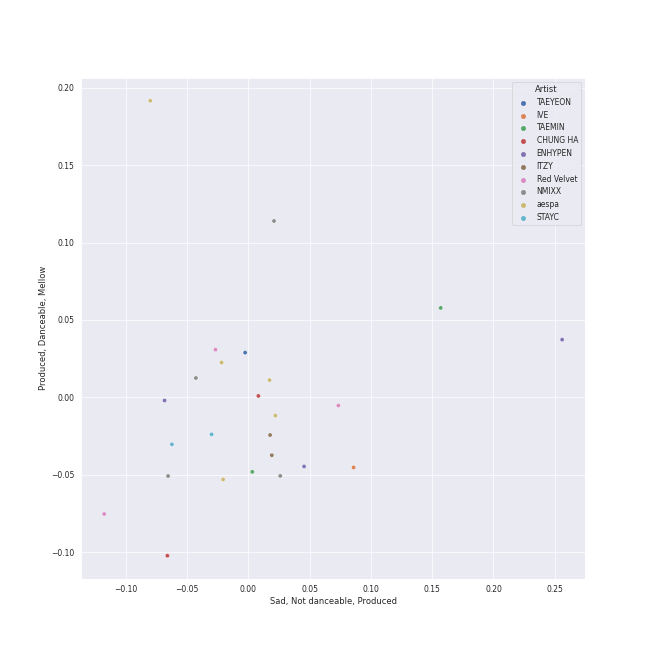 Artist
TAEYEON
IVE
TAEMIN
CHUNG HA
ENHYPEN
ITZY
Red Velvet
NMIXX
aespa
STAYC
0.20
0.15
0.10
0.05
0.00
−0.05
−0.10
Produced, Danceable, Mellow
−0.10 −0.05 0.00 0.05 0.10 0.15 0.20 0.25
Sad, Not danceable, Produced